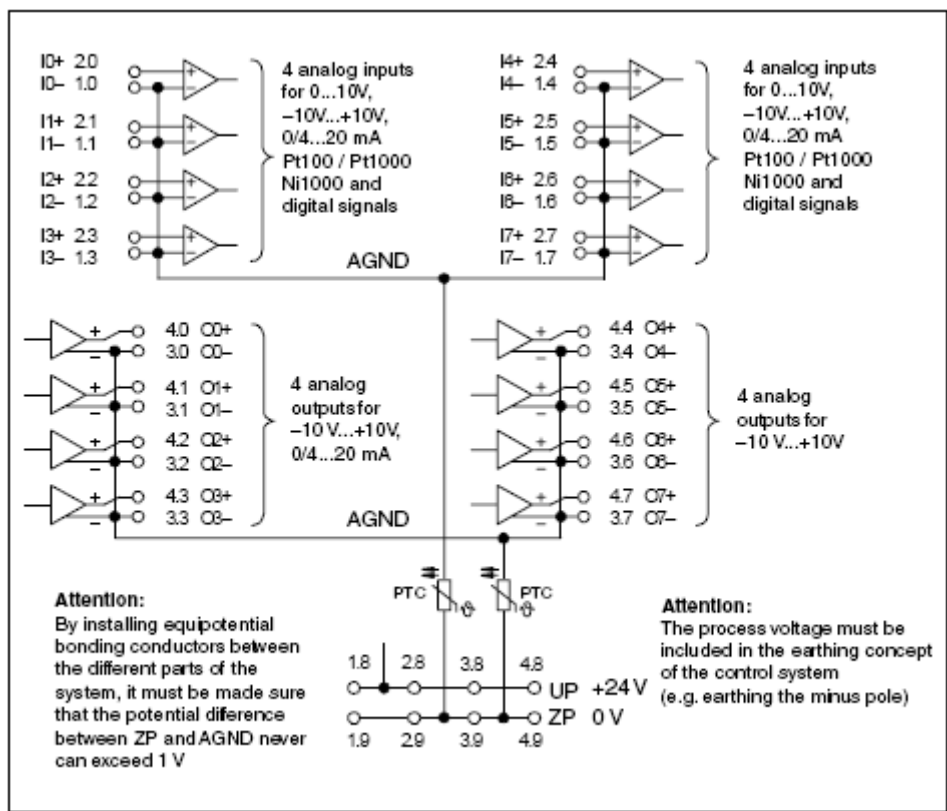 I0+ 2.0
I0– 1.0
I1+ 2.1
I1– 1.1
I2+ 2.2
I2– 1.2
I3+ 2.3
I3– 1.3
4 analog inputs
for 0...10V,
–10V...+10V,
0/4...20 mA
Pt100 / Pt1000
Ni1000 and
digital signals
I4+ 2.4
I4– 1.4
I5+ 2.5
I5– 1.5
I6+ 2.6
I6– 1.6
I7+ 2.7
I7– 1.7
4 analog inputs
for 0...10V,
–10V...+10V,
0/4...20 mA
Pt100 / Pt1000
Ni1000 and
digital signals
AGND
4.0 O0+
3.0 O0–
4.1 O1+
3.1 O1–
4.2 O2+
3.2 O2–
4.3 O3+
3.3 O3–
4 analog
outputs for
–10 V...+10V,
0/4...20 mA
4.4 O4+
3.4 O4–
4.5 O5+
3.5 O5–
4.6 O6+
3.6 O6–
4.7 O7+
3.7 O7–
4 analog
outputs for
–10 V...+10V
AGND
PTC ϑ
PTC ϑ
Attention:
By installing equipotential
bonding conductors between
the different parts of the
system, it must be made sure
that the potential diference
between ZP and AGND never
can exceed 1 V
1.8 2.8 3.8 4.8
UP +24 V
ZP 0 V
1.9 2.9 3.9 4.9
Attention:
The process voltage must be
included in the earthing concept
of the control system
(e.g. earthing the minus pole)